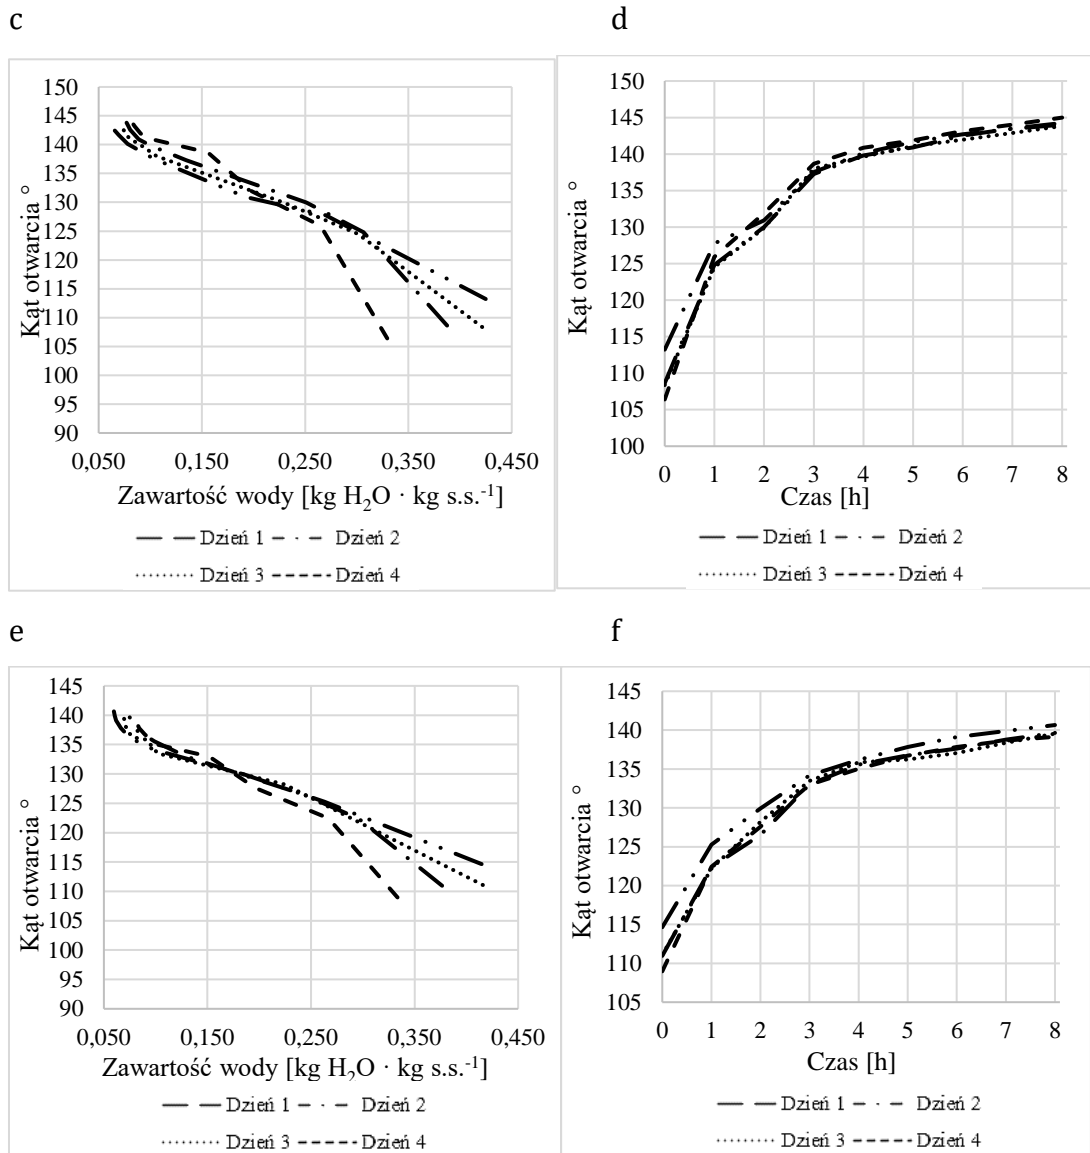 c
150
145
140
135
130
125
120
115
110
105
100
95
90
Kąt otwarcia °
0,050 0,150 0,250 0,350 0,450
Zawartość wody [kg H₂O · kg s.s.⁻¹]
Dzień 1 Dzień 2
Dzień 3 Dzień 4
d
150
145
140
135
130
125
120
115
110
105
100
Kąt otwarcia °
0 1 2 3 4 5 6 7 8
Czas [h]
Dzień 1 Dzień 2
Dzień 3 Dzień 4
e
145
140
135
130
125
120
115
110
105
100
95
90
Kąt otwarcia °
0,050 0,150 0,250 0,350 0,450
Zawartość wody [kg H₂O · kg s.s.⁻¹]
Dzień 1 Dzień 2
Dzień 3 Dzień 4
f
145
140
135
130
125
120
115
110
105
Kąt otwarcia °
0 1 2 3 4 5 6 7 8
Czas [h]
Dzień 1 Dzień 2
Dzień 3 Dzień 4